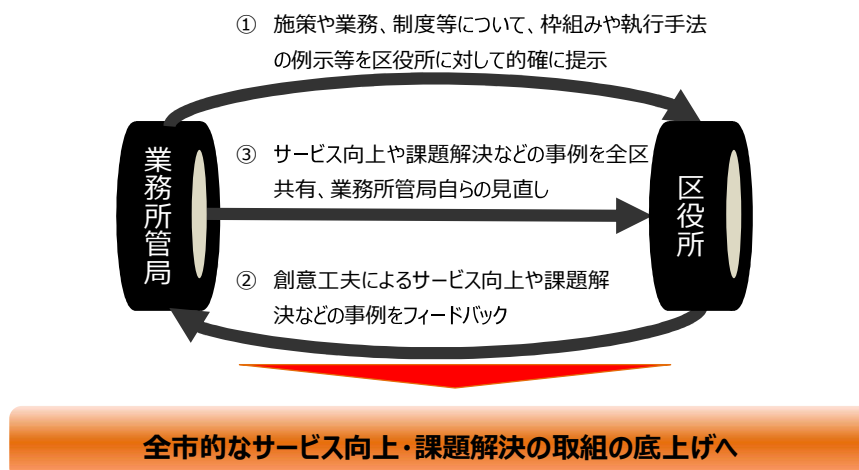 ① 施策や業務、制度等について、枠組みや執行手法
の例示等を区役所に対して的確に提示
業務所管局
③ サービス向上や課題解決などの事例を全区
共有、業務所管局自らの見直し
区役所
② 創意工夫によるサービス向上や課題解
決などの事例をフィードバック
全市的なサービス向上・課題解決の取組の底上げへ